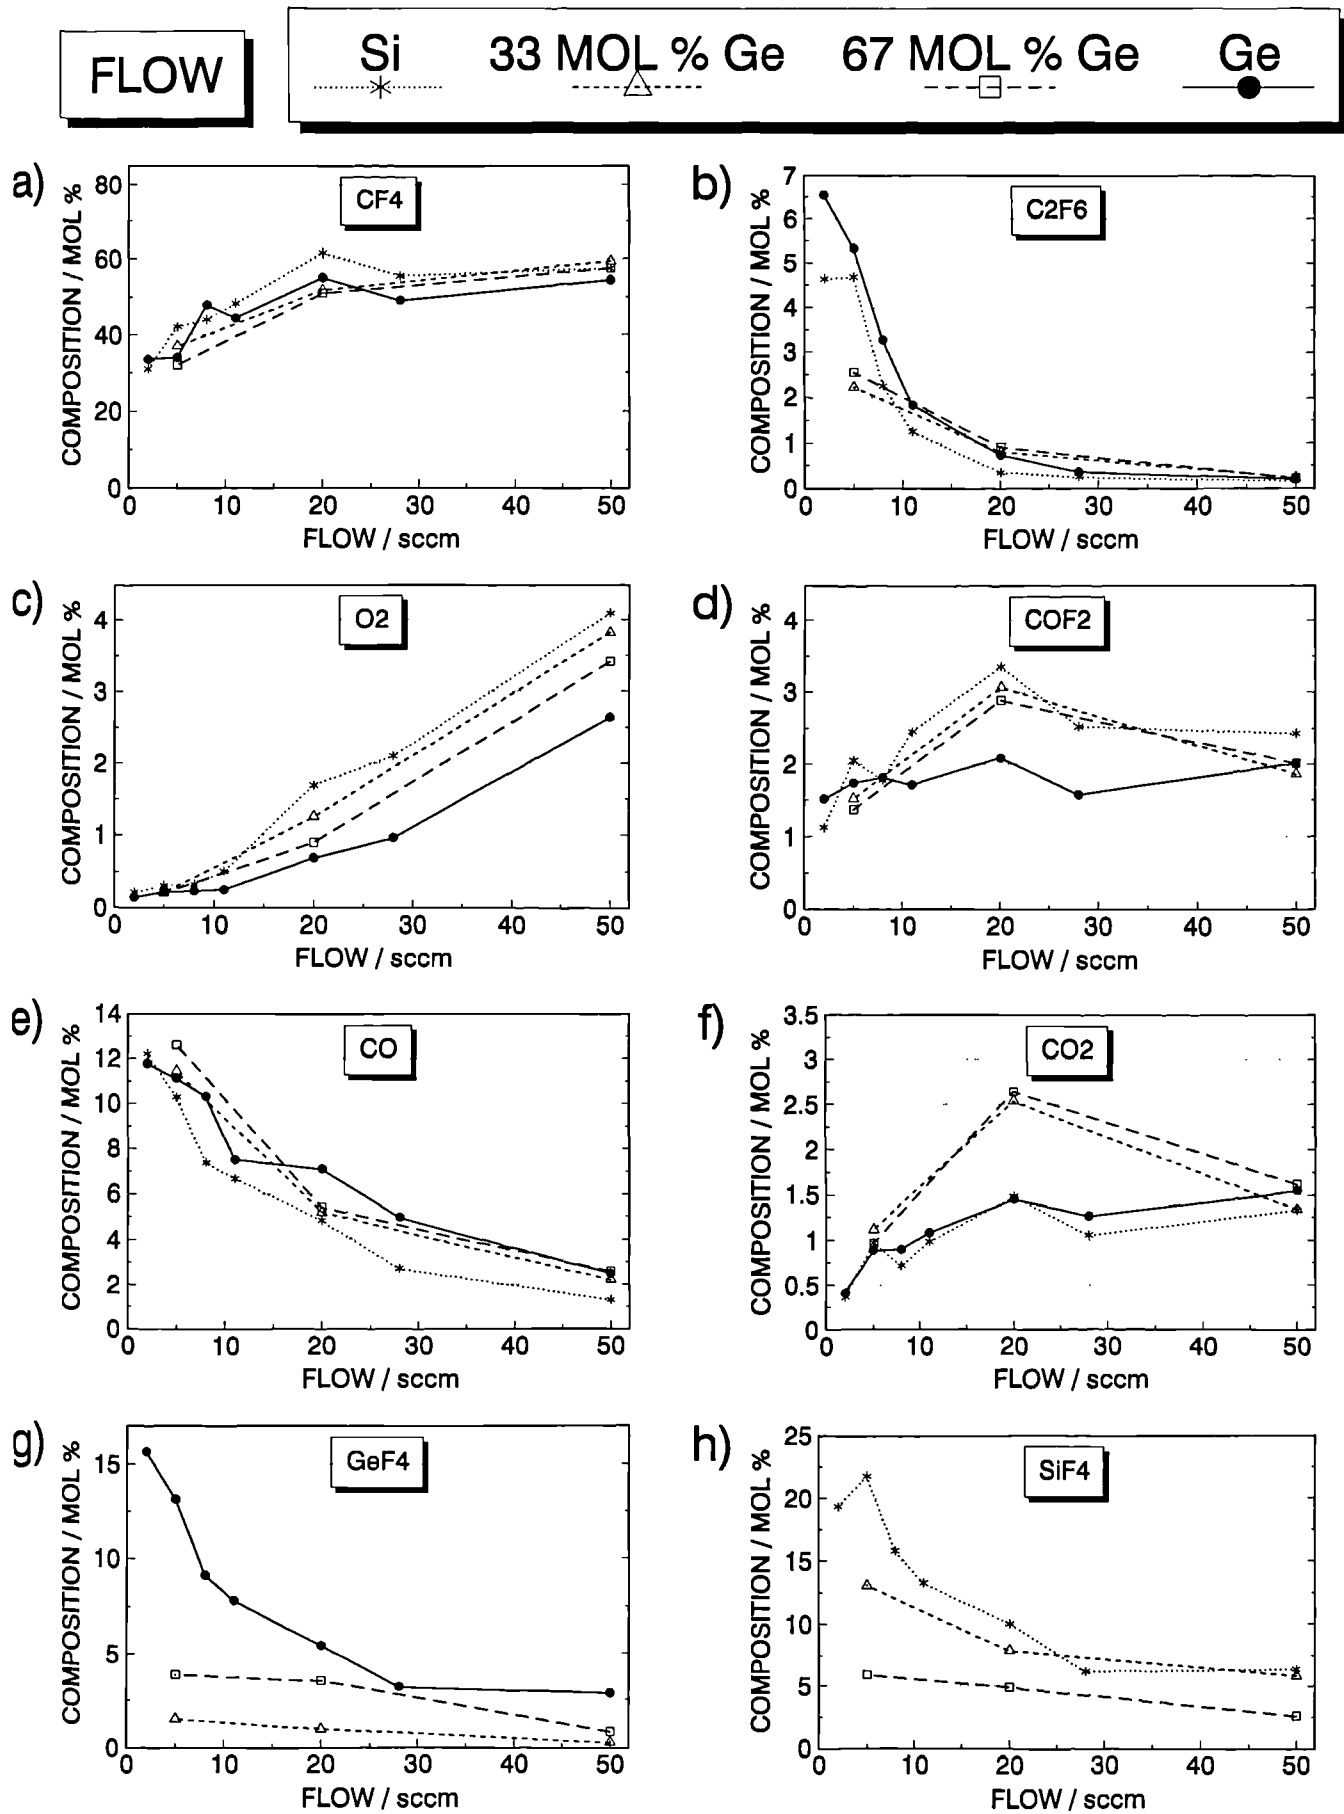 FLOW
Si 33 MOL % Ge 67 MOL % Ge Ge
a)
CF4
COMPOSITION / MOL %
80
60
40
20
0
0 10 20 30 40 50
FLOW / sccm
b)
C2F6
COMPOSITION / MOL %
7
6
5
4
3
2
1
0
0 10 20 30 40 50
FLOW / sccm
c)
O2
COMPOSITION / MOL %
4
3
2
1
0
0 10 20 30 40 50
FLOW / sccm
d)
COF2
COMPOSITION / MOL %
4
3
2
1
0
0 10 20 30 40 50
FLOW / sccm
e)
CO
COMPOSITION / MOL %
14
12
10
8
6
4
2
0
0 10 20 30 40 50
FLOW / sccm
f)
CO2
COMPOSITION / MOL %
3.5
3
2.5
2
1.5
1
0.5
0
0 10 20 30 40 50
FLOW / sccm
g)
GeF4
COMPOSITION / MOL %
15
10
5
0
0 10 20 30 40 50
FLOW / sccm
h)
SiF4
COMPOSITION / MOL %
25
20
15
10
5
0
0 10 20 30 40 50
FLOW / sccm